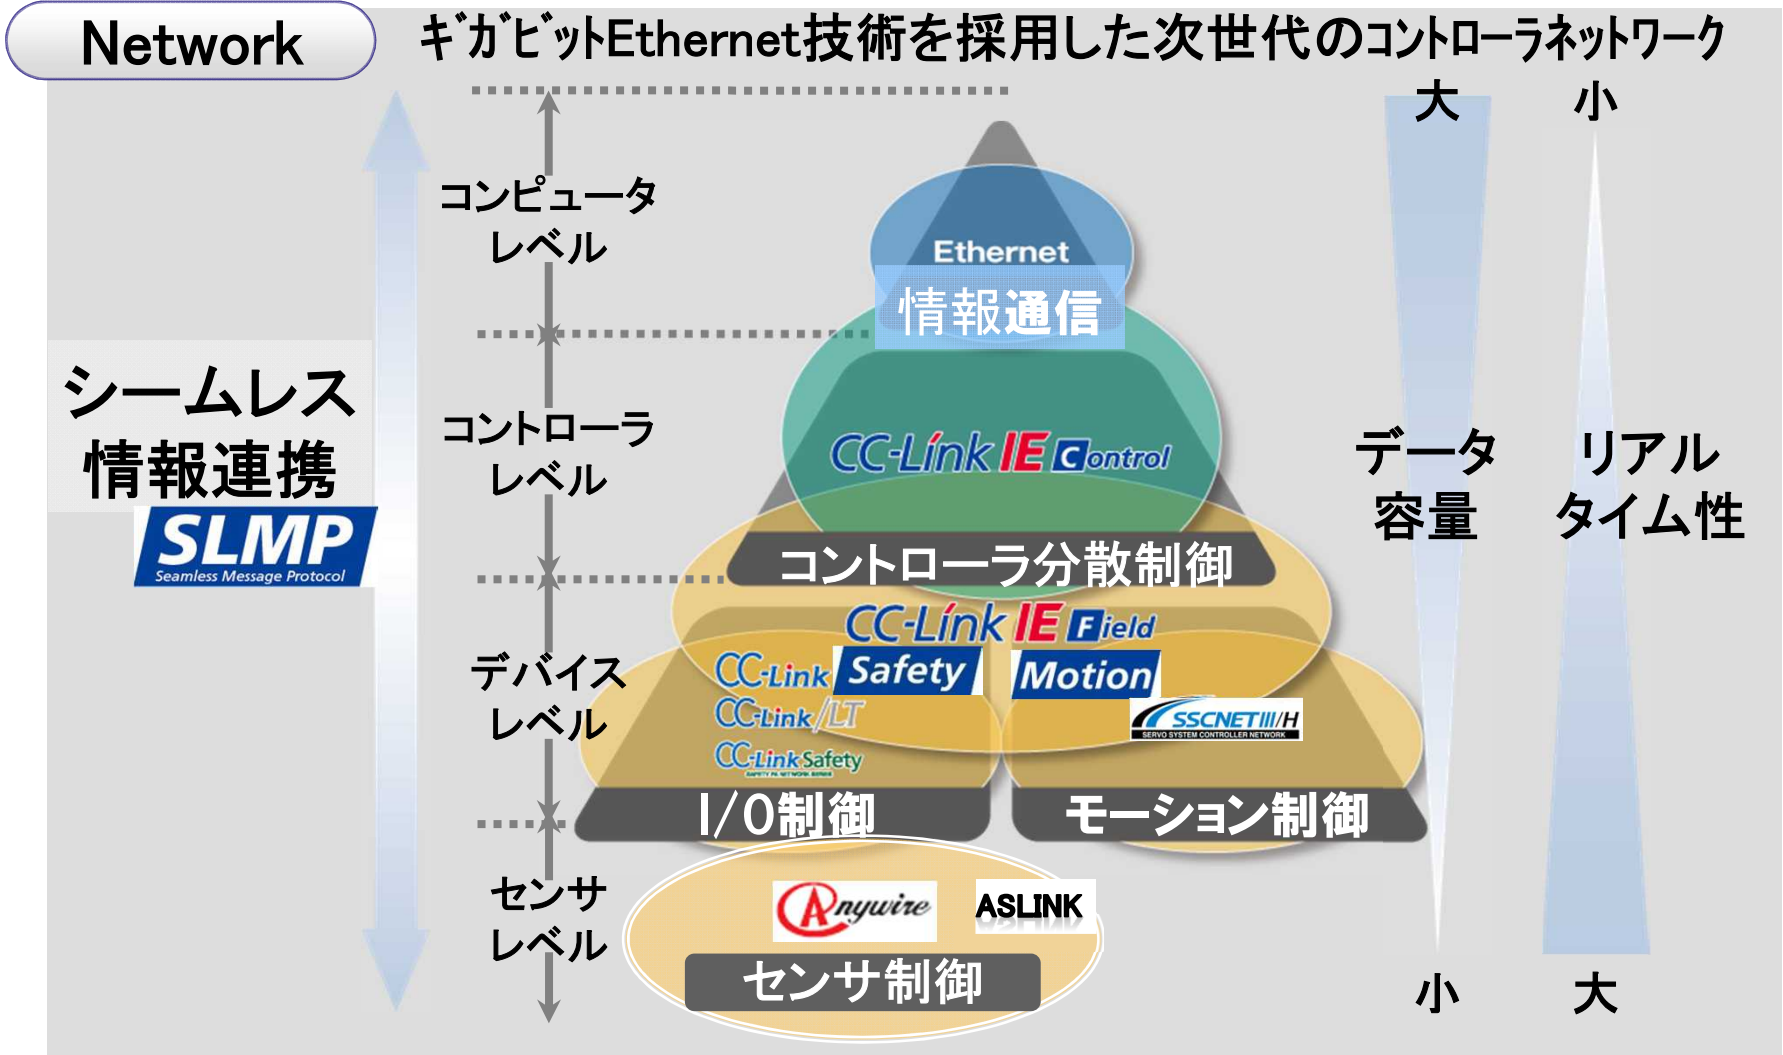 Network
ギガビットEthernet技術を採用した次世代のコントローラネットワーク
大
小
コンピュータ
レベル
Ethernet
情報通信
シームレス
情報連携
SLMP
Seamless Message Protocol
コントローラ
レベル
CC-Link IE Control
コントローラ分散制御
データ
容量
リアル
タイム性
デバイス
レベル
CC-Link IE Field
CC-Link Safety
Motion
CC-Link/LT
SSCNETIII/H
SERVO SYSTEM CONTROLLER NETWORK
CC-Link Safety
I/O制御
モーション制御
センサ
レベル
Anywire
ASLINK
センサ制御
小
大